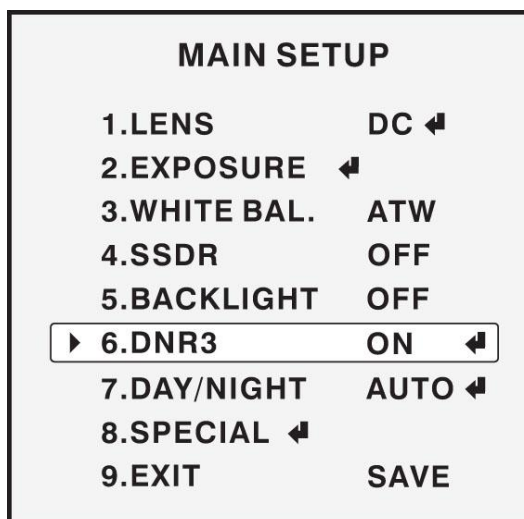 MAIN SETUP
1.LENS DC ↲
2.EXPOSURE ↲
3.WHITE BAL. ATW
4.SSDR OFF
5.BACKLIGHT OFF
▶ 6.DNR3 ON ↲
7.DAY/NIGHT AUTO ↲
8.SPECIAL ↲
9.EXIT SAVE